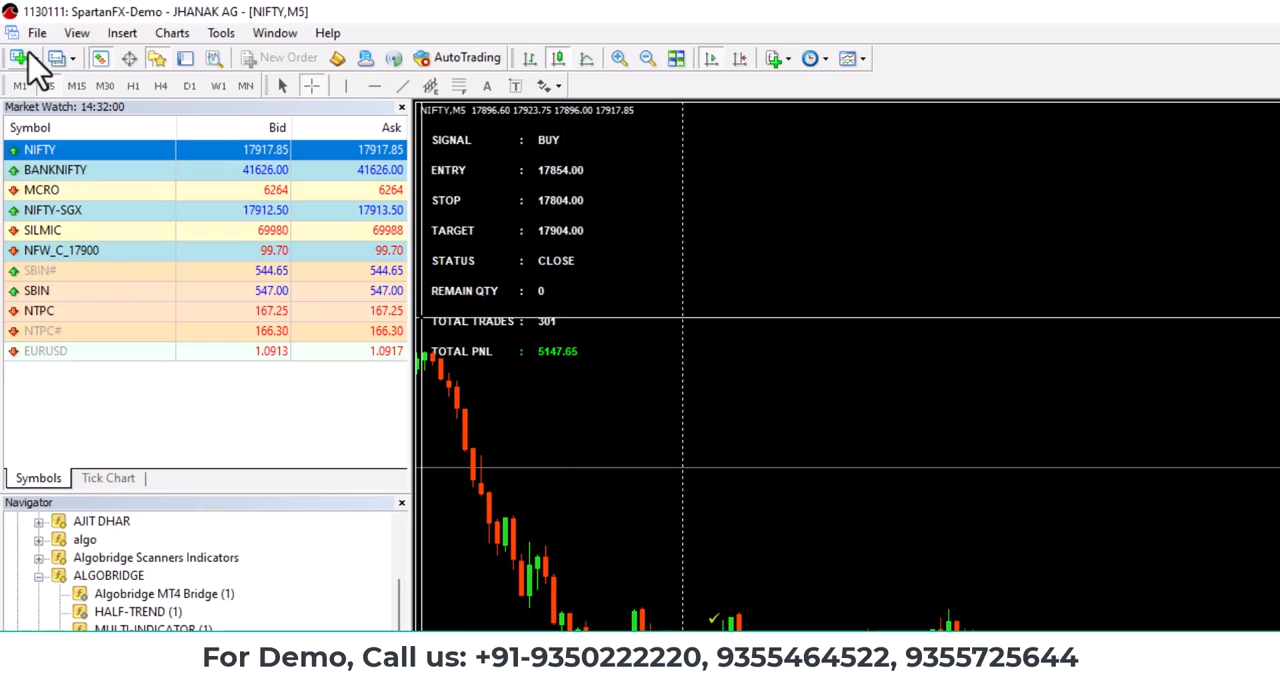 1130111: SpartanFX-Demo - JHANAK AG - [NIFTY,M5]
File View Insert Charts Tools Window Help
New Order AutoTrading
M1 M15 M30 H1 H4 D1 W1 MN A T
Market Watch: 14:32:00
Symbol Bid Ask
NIFTY 17917.85 17917.85
BANKNIFTY 41626.00 41626.00
MCRO 6264 6264
NIFTY-SGX 17912.50 17913.50
SILMIC 69980 69988
NFW_C_17900 99.70 99.70
SBIN# 544.65 544.65
SBIN 547.00 547.00
NTPC 167.25 167.25
NTPC# 166.30 166.30
EURUSD 1.0913 1.0917
Symbols Tick Chart
Navigator
AJIT DHAR
algo
Algobridge Scanners Indicators
ALGOBRIDGE
Algobridge MT4 Bridge (1)
HALF-TREND (1)
MULTI-INDICATOR (1)
NIFTY,M5 17896.60 17923.75 17896.00 17917.85
SIGNAL : BUY
ENTRY : 17854.00
STOP : 17804.00
TARGET : 17904.00
STATUS : CLOSE
REMAIN QTY : 0
TOTAL TRADES : 301
TOTAL PNL : 5147.65
For Demo, Call us: +91-9350222220, 9355464522, 9355725644